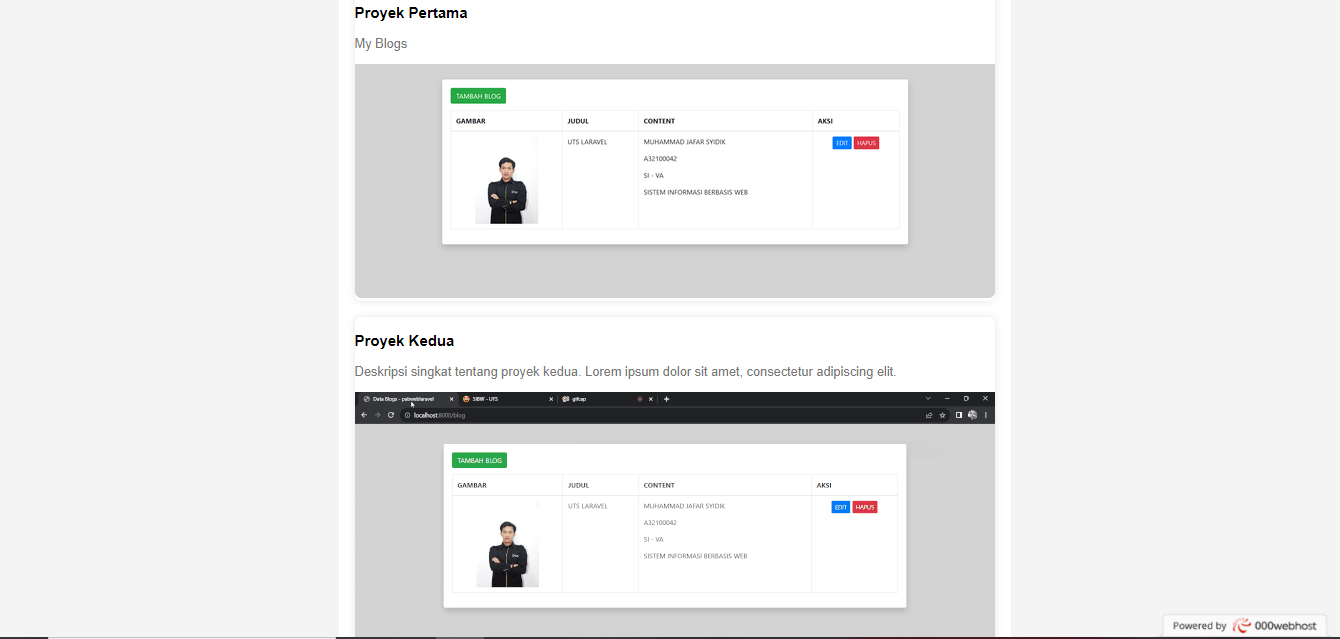 Proyek Pertama
My Blogs
TAMBAH BLOG
GAMBAR JUDUL CONTENT AKSI
UTS LARAVEL MUHAMMAD JAFAR SYIDIK EDIT HAPUS
A32100042
SI - VA
SISTEM INFORMASI BERBASIS WEB
Proyek Kedua
Deskripsi singkat tentang proyek kedua. Lorem ipsum dolor sit amet, consectetur adipiscing elit.
Data Blogs - patreeblaravel SIBW - UTS gifcap
localhost:8000/blog
TAMBAH BLOG
GAMBAR JUDUL CONTENT AKSI
UTS LARAVEL MUHAMMAD JAFAR SYIDIK EDIT HAPUS
A32100042
SI - VA
SISTEM INFORMASI BERBASIS WEB
Powered by 000webhost